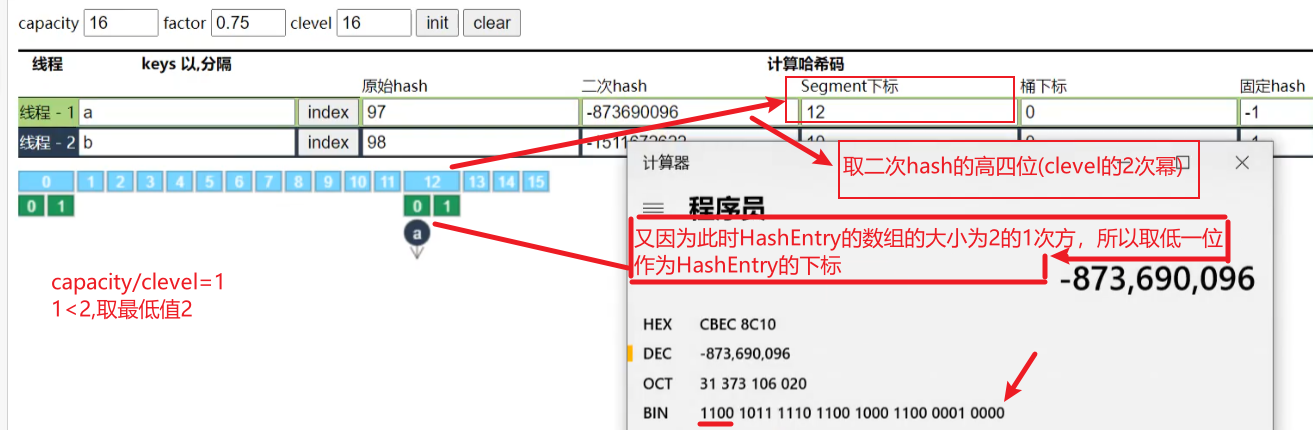 capacity 16 factor 0.75 clevel 16 init clear
线程 keys 以,分隔 计算哈希码
原始hash 二次hash Segment下标 桶下标 固定hash
线程 - 1 a index 97 -873690096 12 0 -1
线程 - 2 b index 98
计算器
取二次hash的高四位(clevel的2次幂)
0 1 2 3 4 5 6 7 8 9 10 11 12 13 14 15
0 1 0 1
a
程序员
又因为此时HashEntry的数组的大小为2的1次方，所以取低一位
作为HashEntry的下标
-873,690,096
capacity/clevel=1
1<2,取最低值2
HEX CBEC 8C10
DEC -873,690,096
OCT 31 373 106 020
BIN 1100 1011 1110 1100 1000 1100 0001 0000